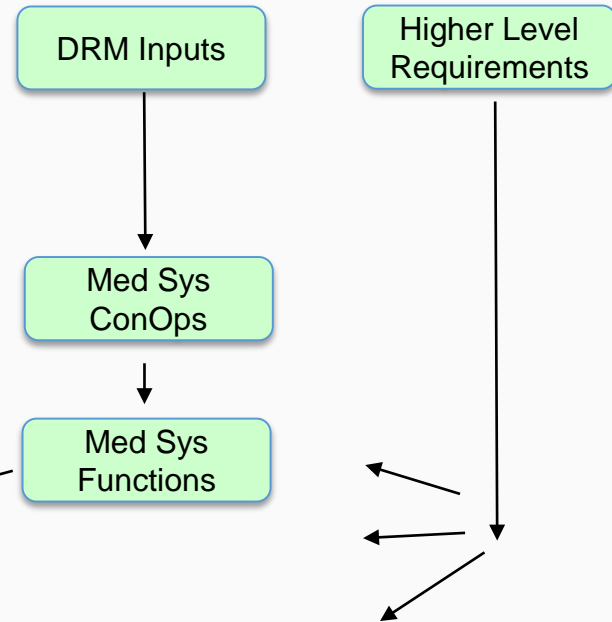 DRM Inputs
Higher Level
Requirements
Med Sys
ConOps
Med Sys
Functions